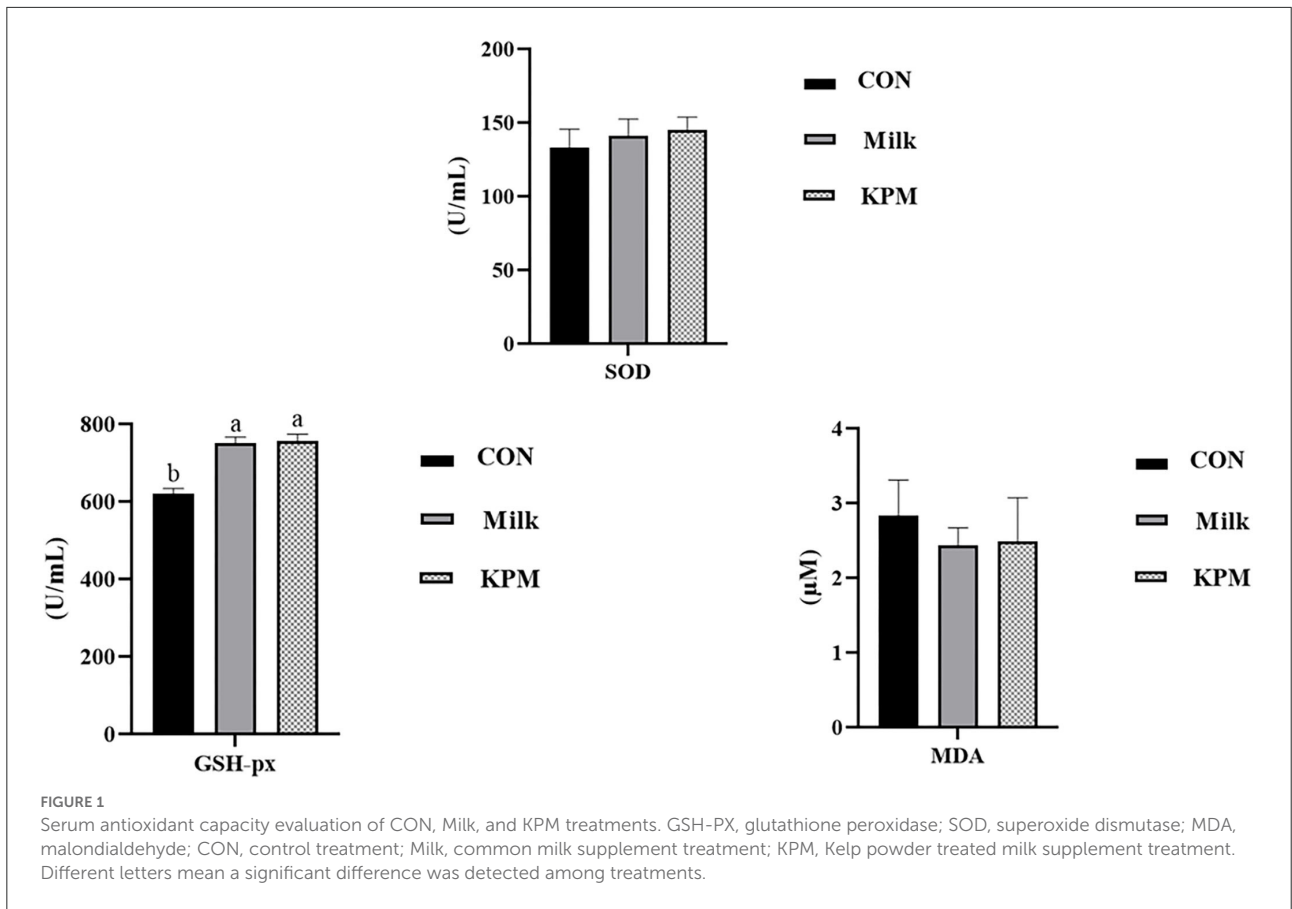 200
150
100
50
0
(U/mL)
SOD
CON
Milk
KPM
800
600
400
200
0
(U/mL)
b
a
a
GSH-px
CON
Milk
KPM
4
3
2
1
0
(µM)
MDA
CON
Milk
KPM
FIGURE 1
Serum antioxidant capacity evaluation of CON, Milk, and KPM treatments. GSH-PX, glutathione peroxidase; SOD, superoxide dismutase; MDA,
malondialdehyde; CON, control treatment; Milk, common milk supplement treatment; KPM, Kelp powder treated milk supplement treatment.
Different letters mean a significant difference was detected among treatments.